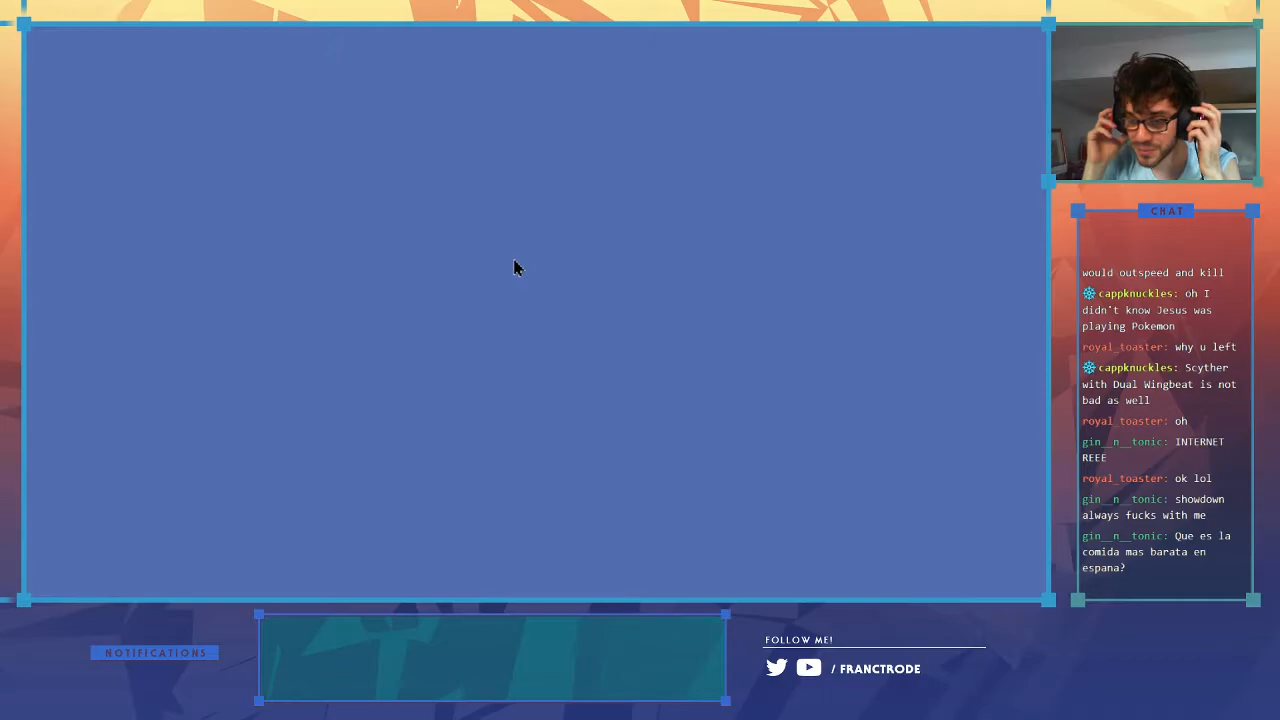 CHAT
would outspeed and kill
cappknuckles: oh I
didn't know Jesus was
playing Pokemon
royal_toaster: why u left
cappknuckles: Scyther
with Dual Wingbeat is not
bad as well
royal_toaster: oh
gin__n__tonic: INTERNET
REEE
royal_toaster: ok lol
gin__n__tonic: showdown
always fucks with me
gin__n__tonic: Que es la
comida mas barata en
espana?
NOTIFICATIONS
FOLLOW ME!
/ FRANCTRODE